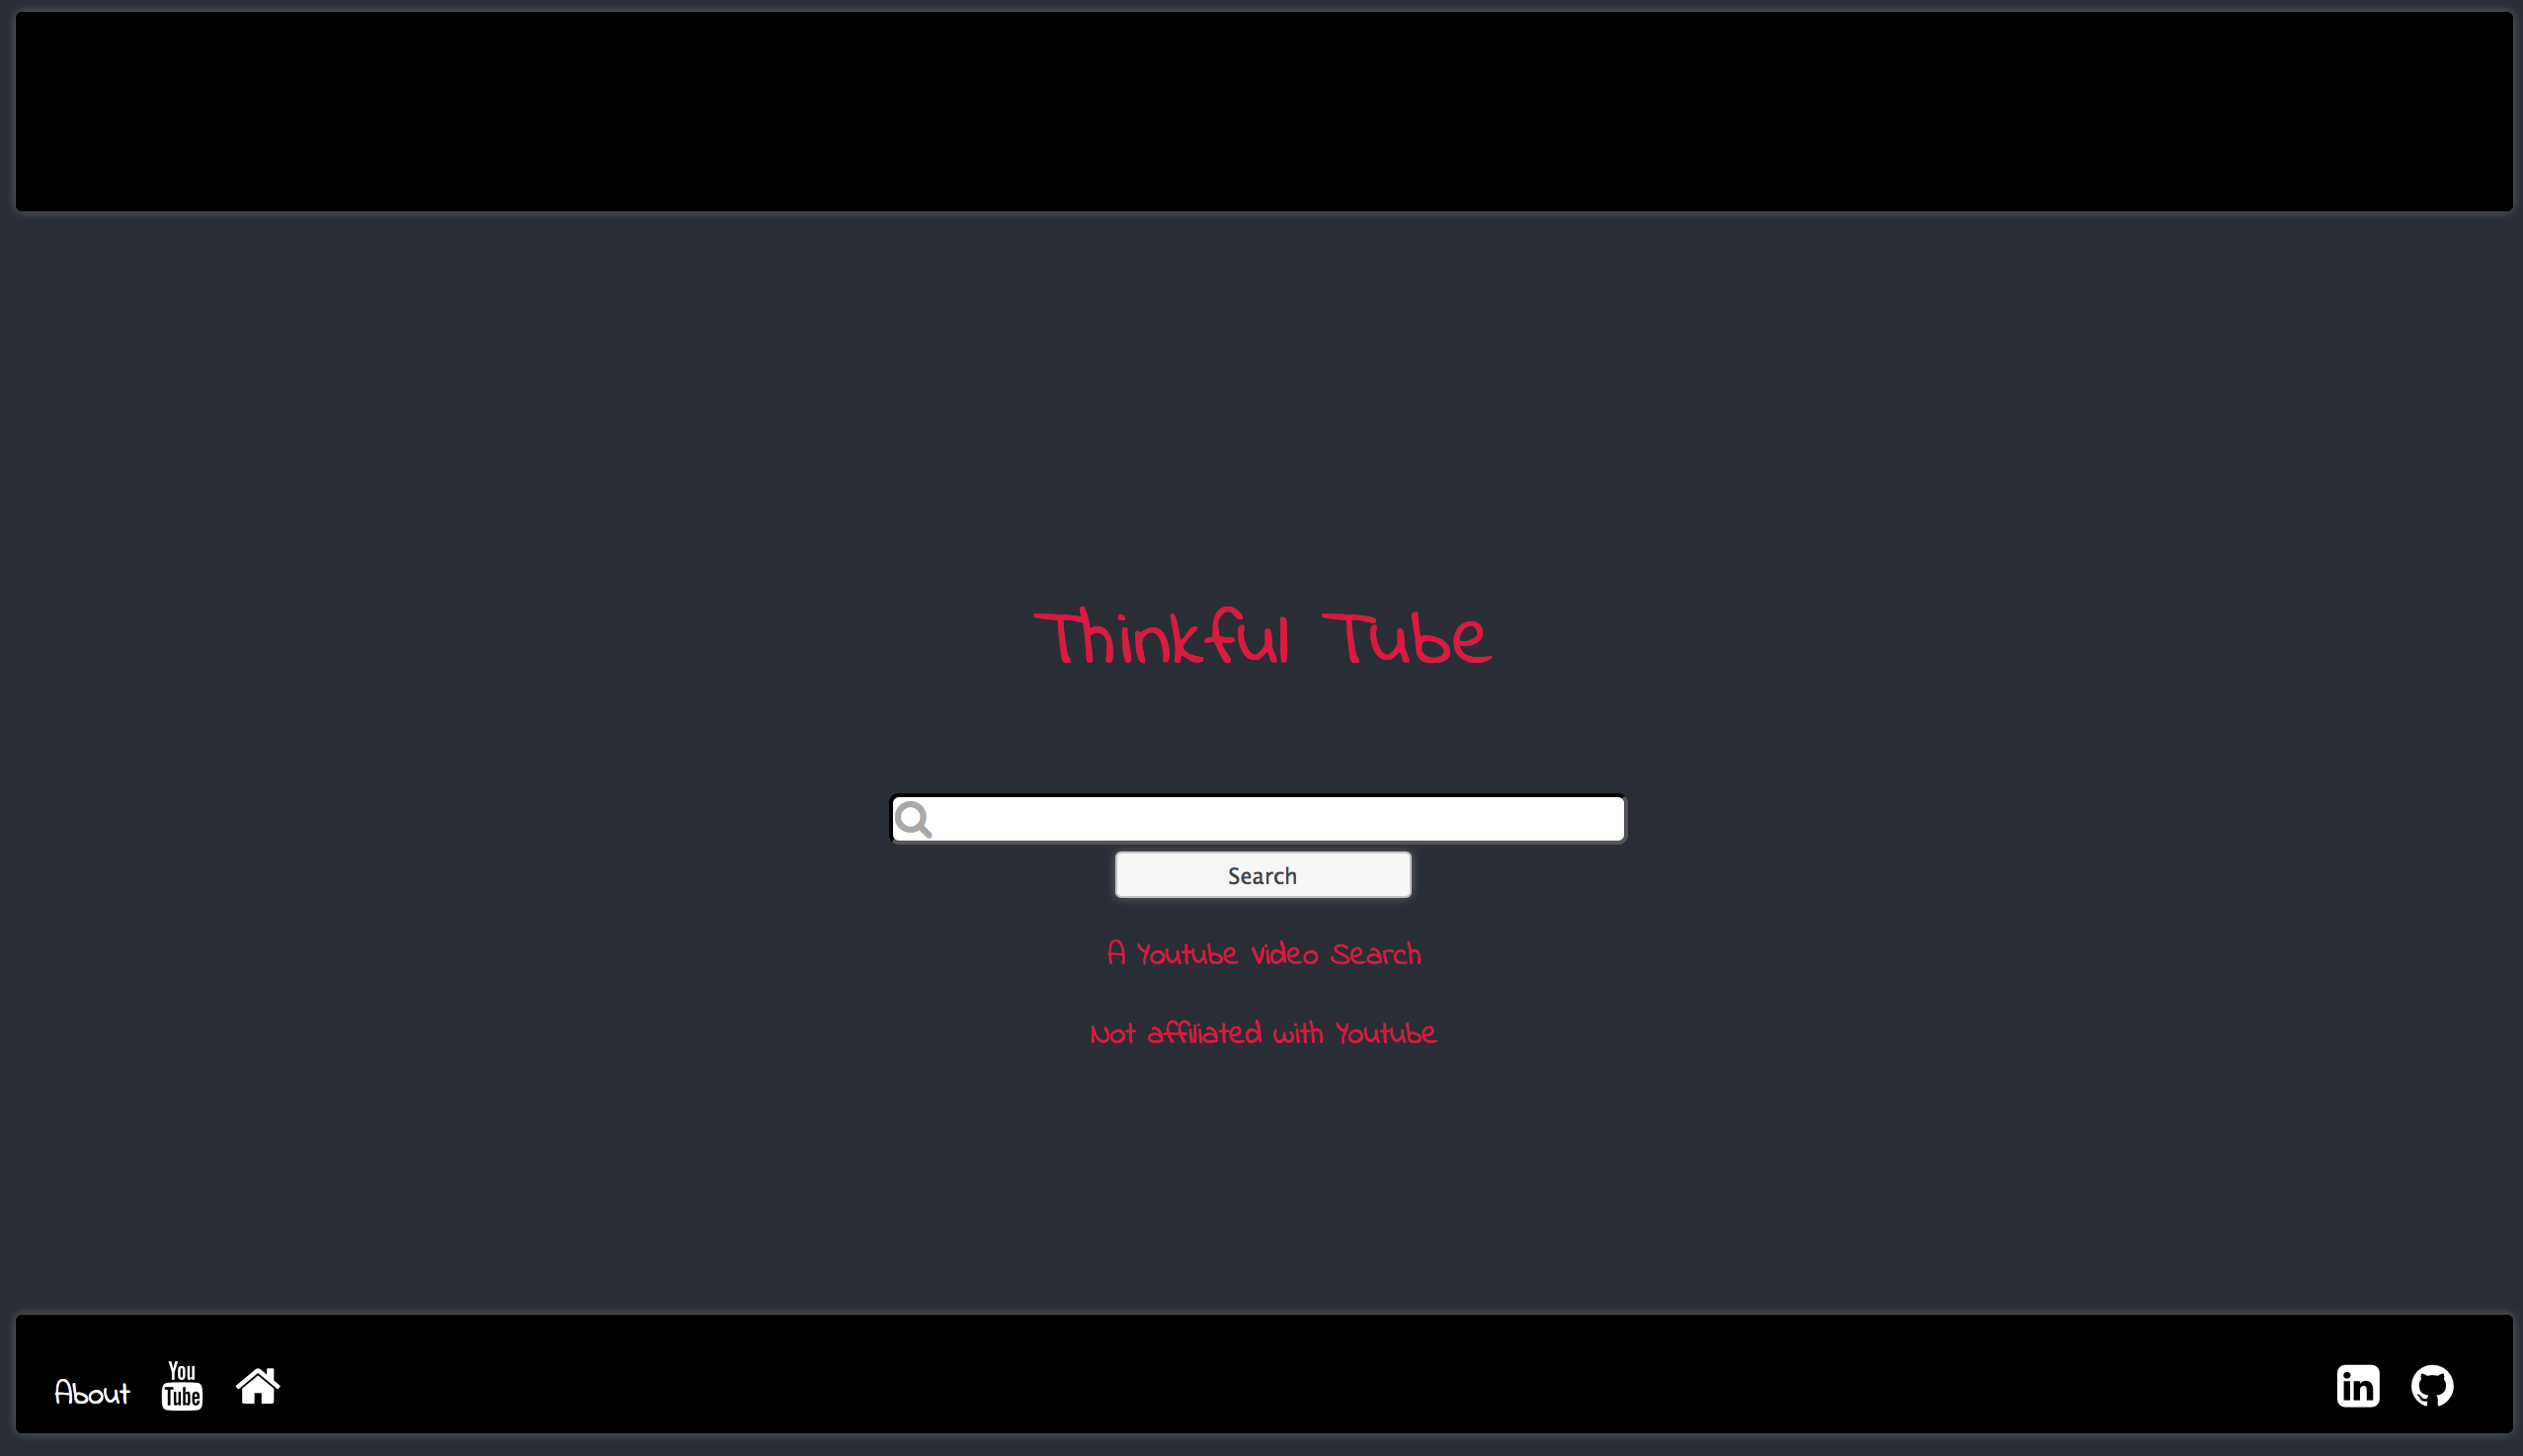 Thinkful Tube
Search
A Youtube Video Search
Not affiliated with Youtube
About
You
Tube
in